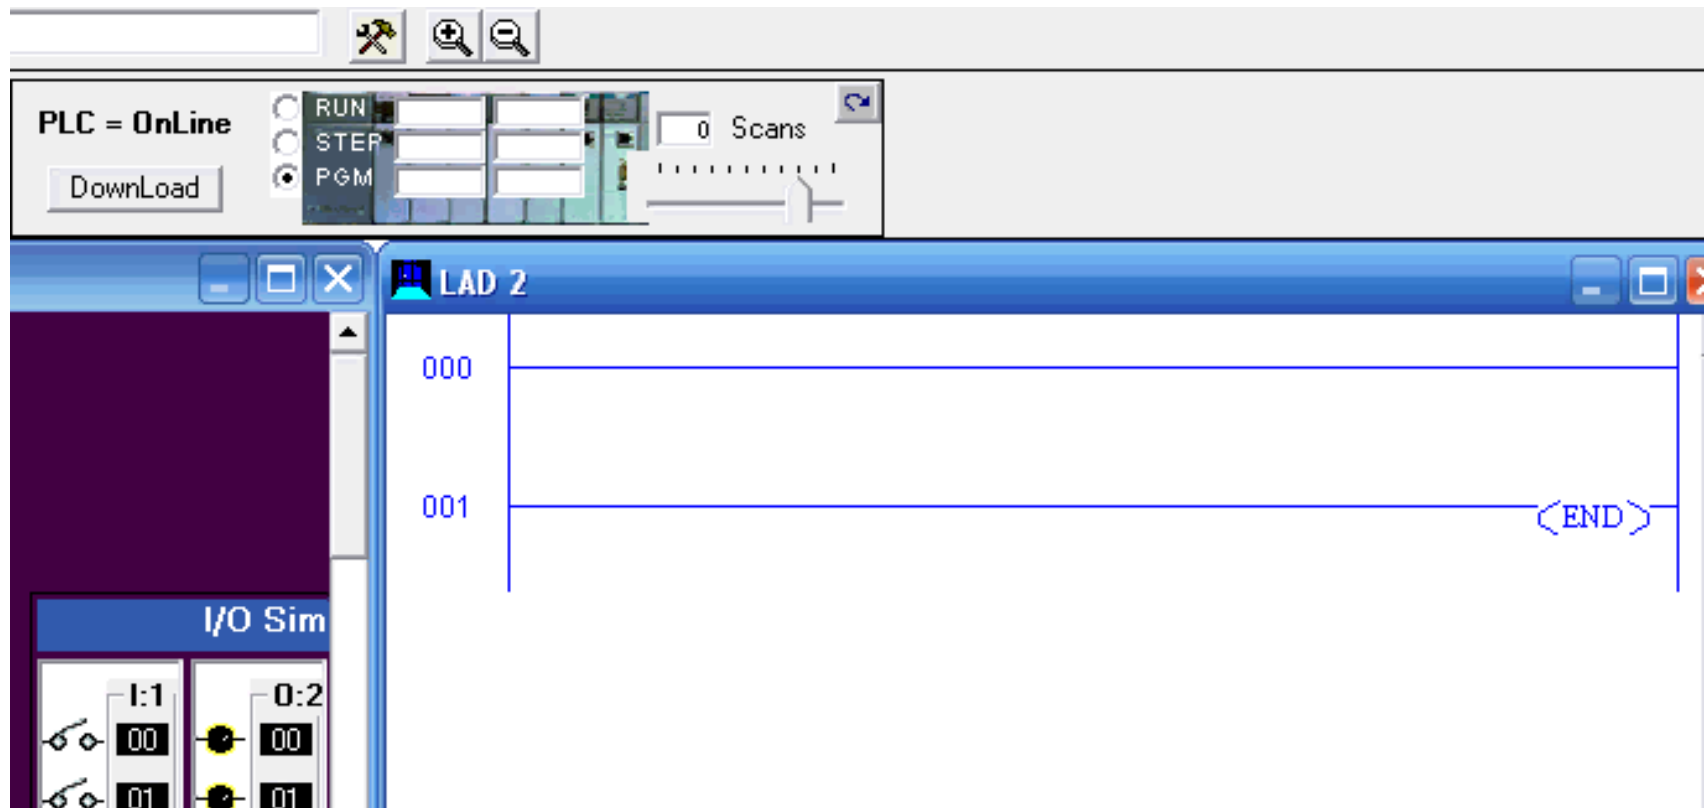 PLC = OnLine
DownLoad
RUN
STEP
PGM
0 Scans
LAD 2
000
001
END
I/O Sim
I:1
O:2
00
00
01
01